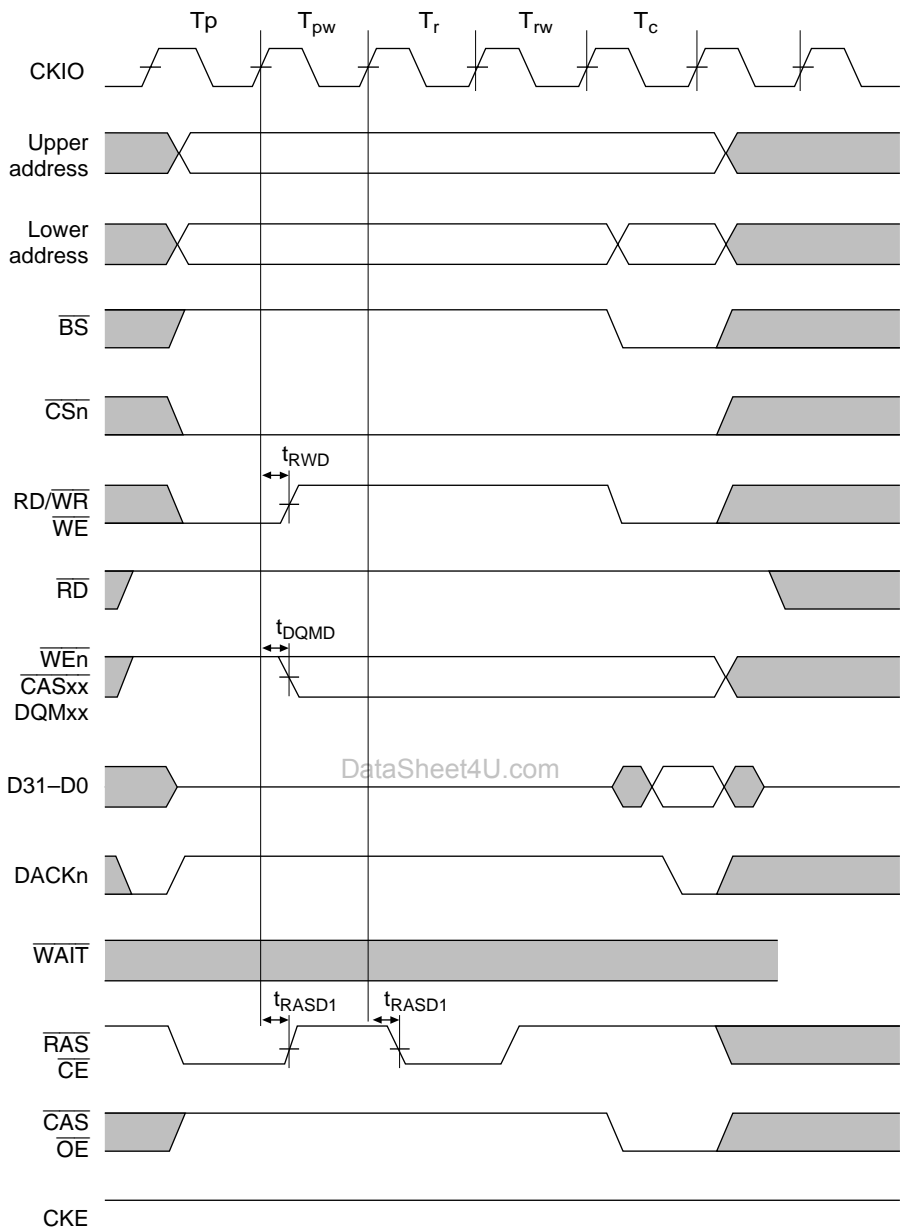 Tp Tpw Tr Trw Tc
CKIO
Upper
address
Lower
address
BS
CSn
tRWD
RD/WR
WE
RD
tDQMD
WEn
CASxx
DQMxx
DataSheet4U.com
D31–D0
DACKn
WAIT
tRASD1 tRASD1
RAS
CE
CAS
OE
CKE